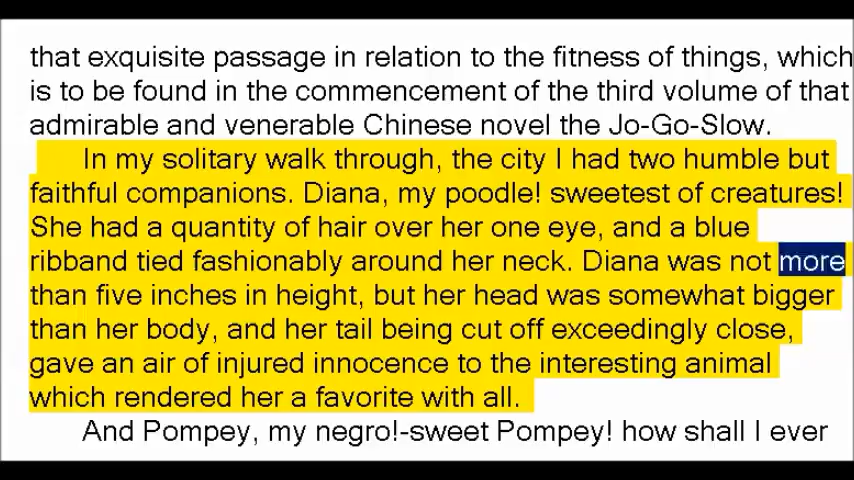 that exquisite passage in relation to the fitness of things, which
is to be found in the commencement of the third volume of that
admirable and venerable Chinese novel the Jo-Go-Slow.
In my solitary walk through, the city I had two humble but
faithful companions. Diana, my poodle! sweetest of creatures!
She had a quantity of hair over her one eye, and a blue
ribband tied fashionably around her neck. Diana was not more
than five inches in height, but her head was somewhat bigger
than her body, and her tail being cut off exceedingly close,
gave an air of injured innocence to the interesting animal
which rendered her a favorite with all.
And Pompey, my negro!-sweet Pompey! how shall I ever